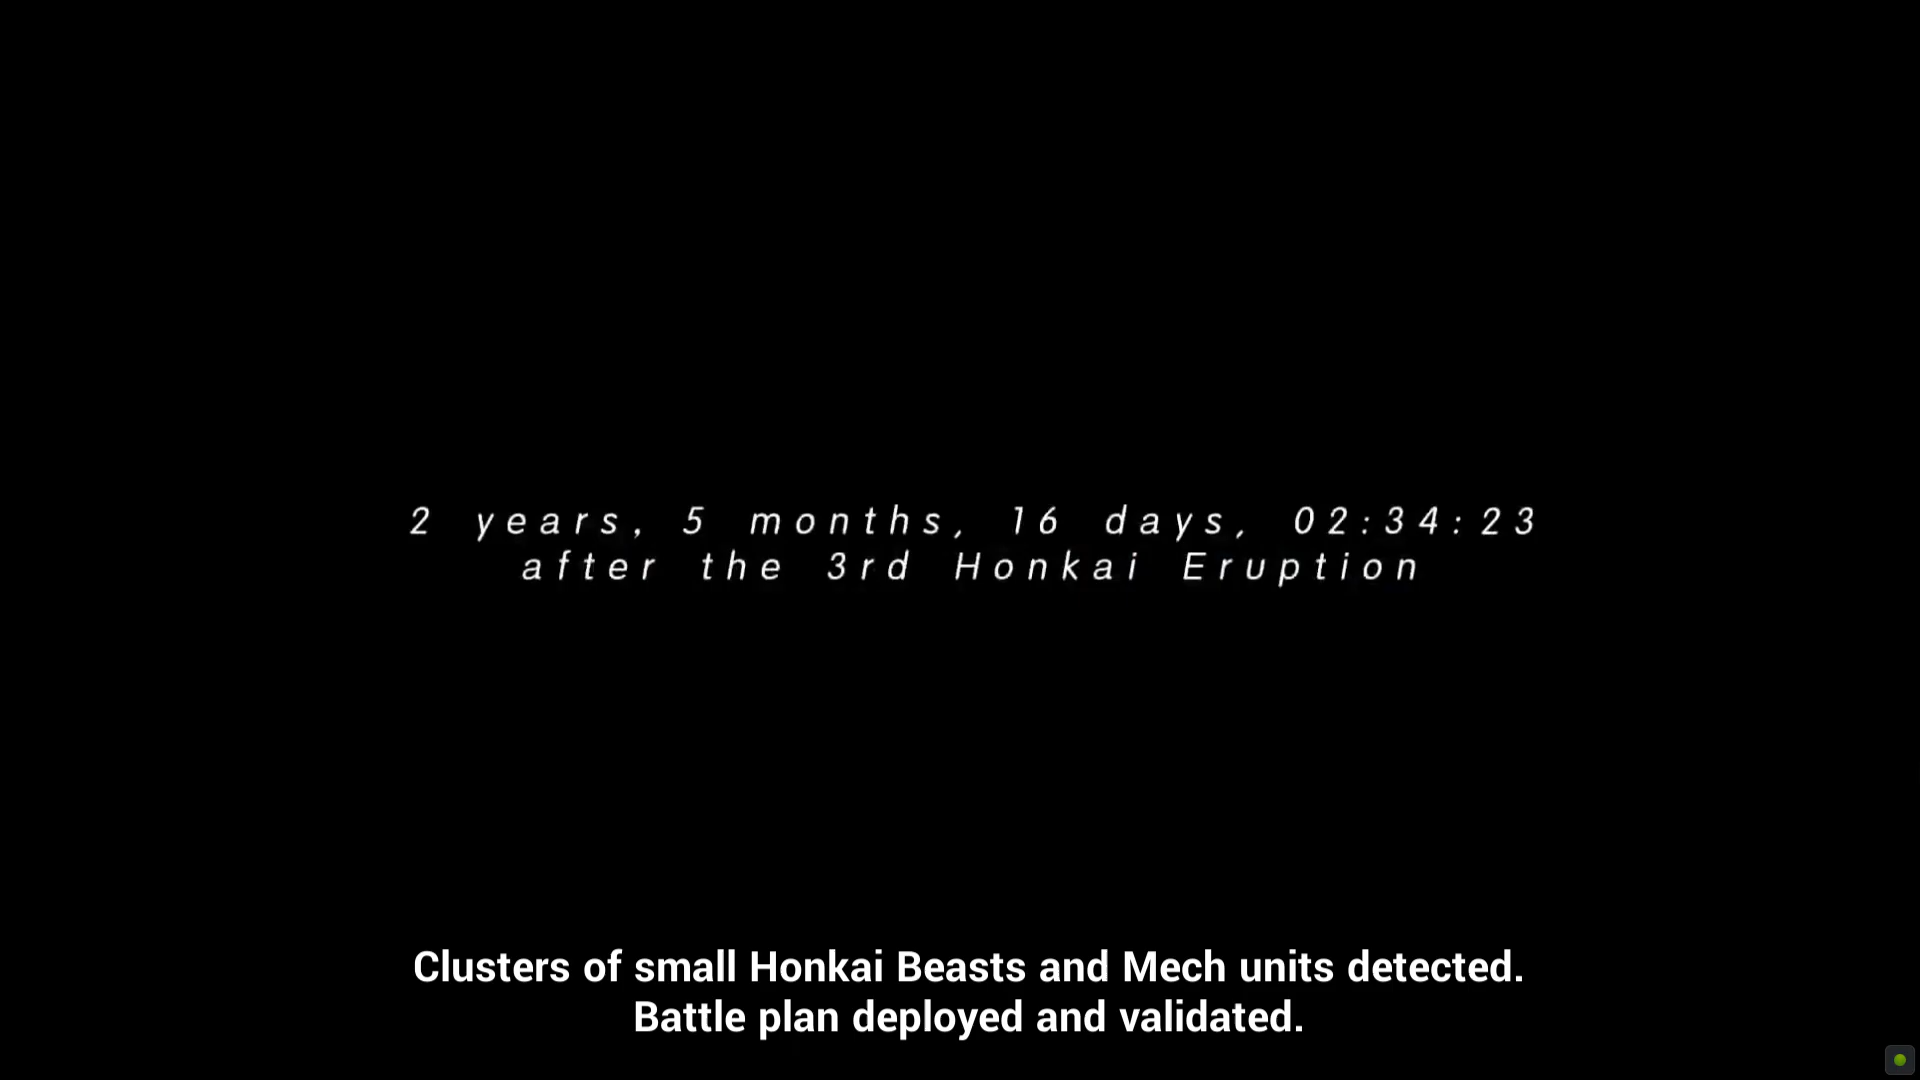 2 years, 5 months, 16 days, 02:34:23
after the 3rd Honkai Eruption
Clusters of small Honkai Beasts and Mech units detected.
Battle plan deployed and validated.